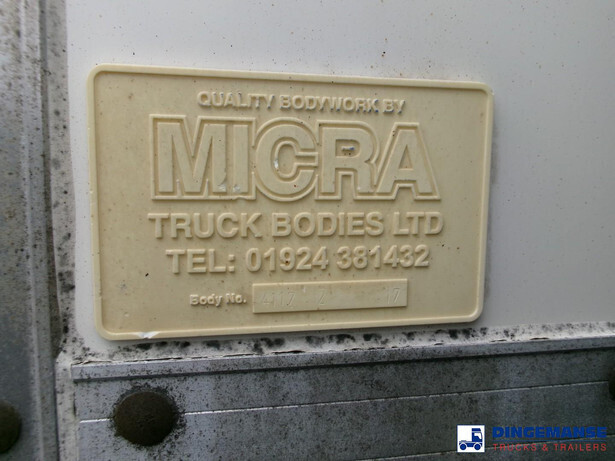 QUALITY BODYWORK BY
MICRA
TRUCK BODIES LTD
TEL: 01924 381432
Body No.
DINGEMANSE
TRUCKS & TRAILERS